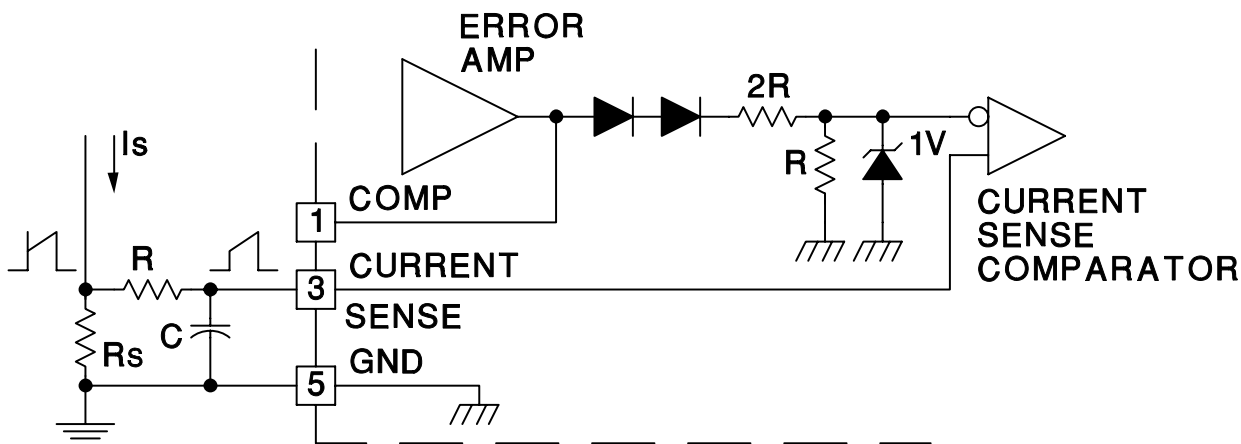 ERROR
AMP
2R
Is
R
1V
COMP
1
CURRENT
SENSE
COMPARATOR
R
CURRENT
3
SENSE
C
Rs
GND
5